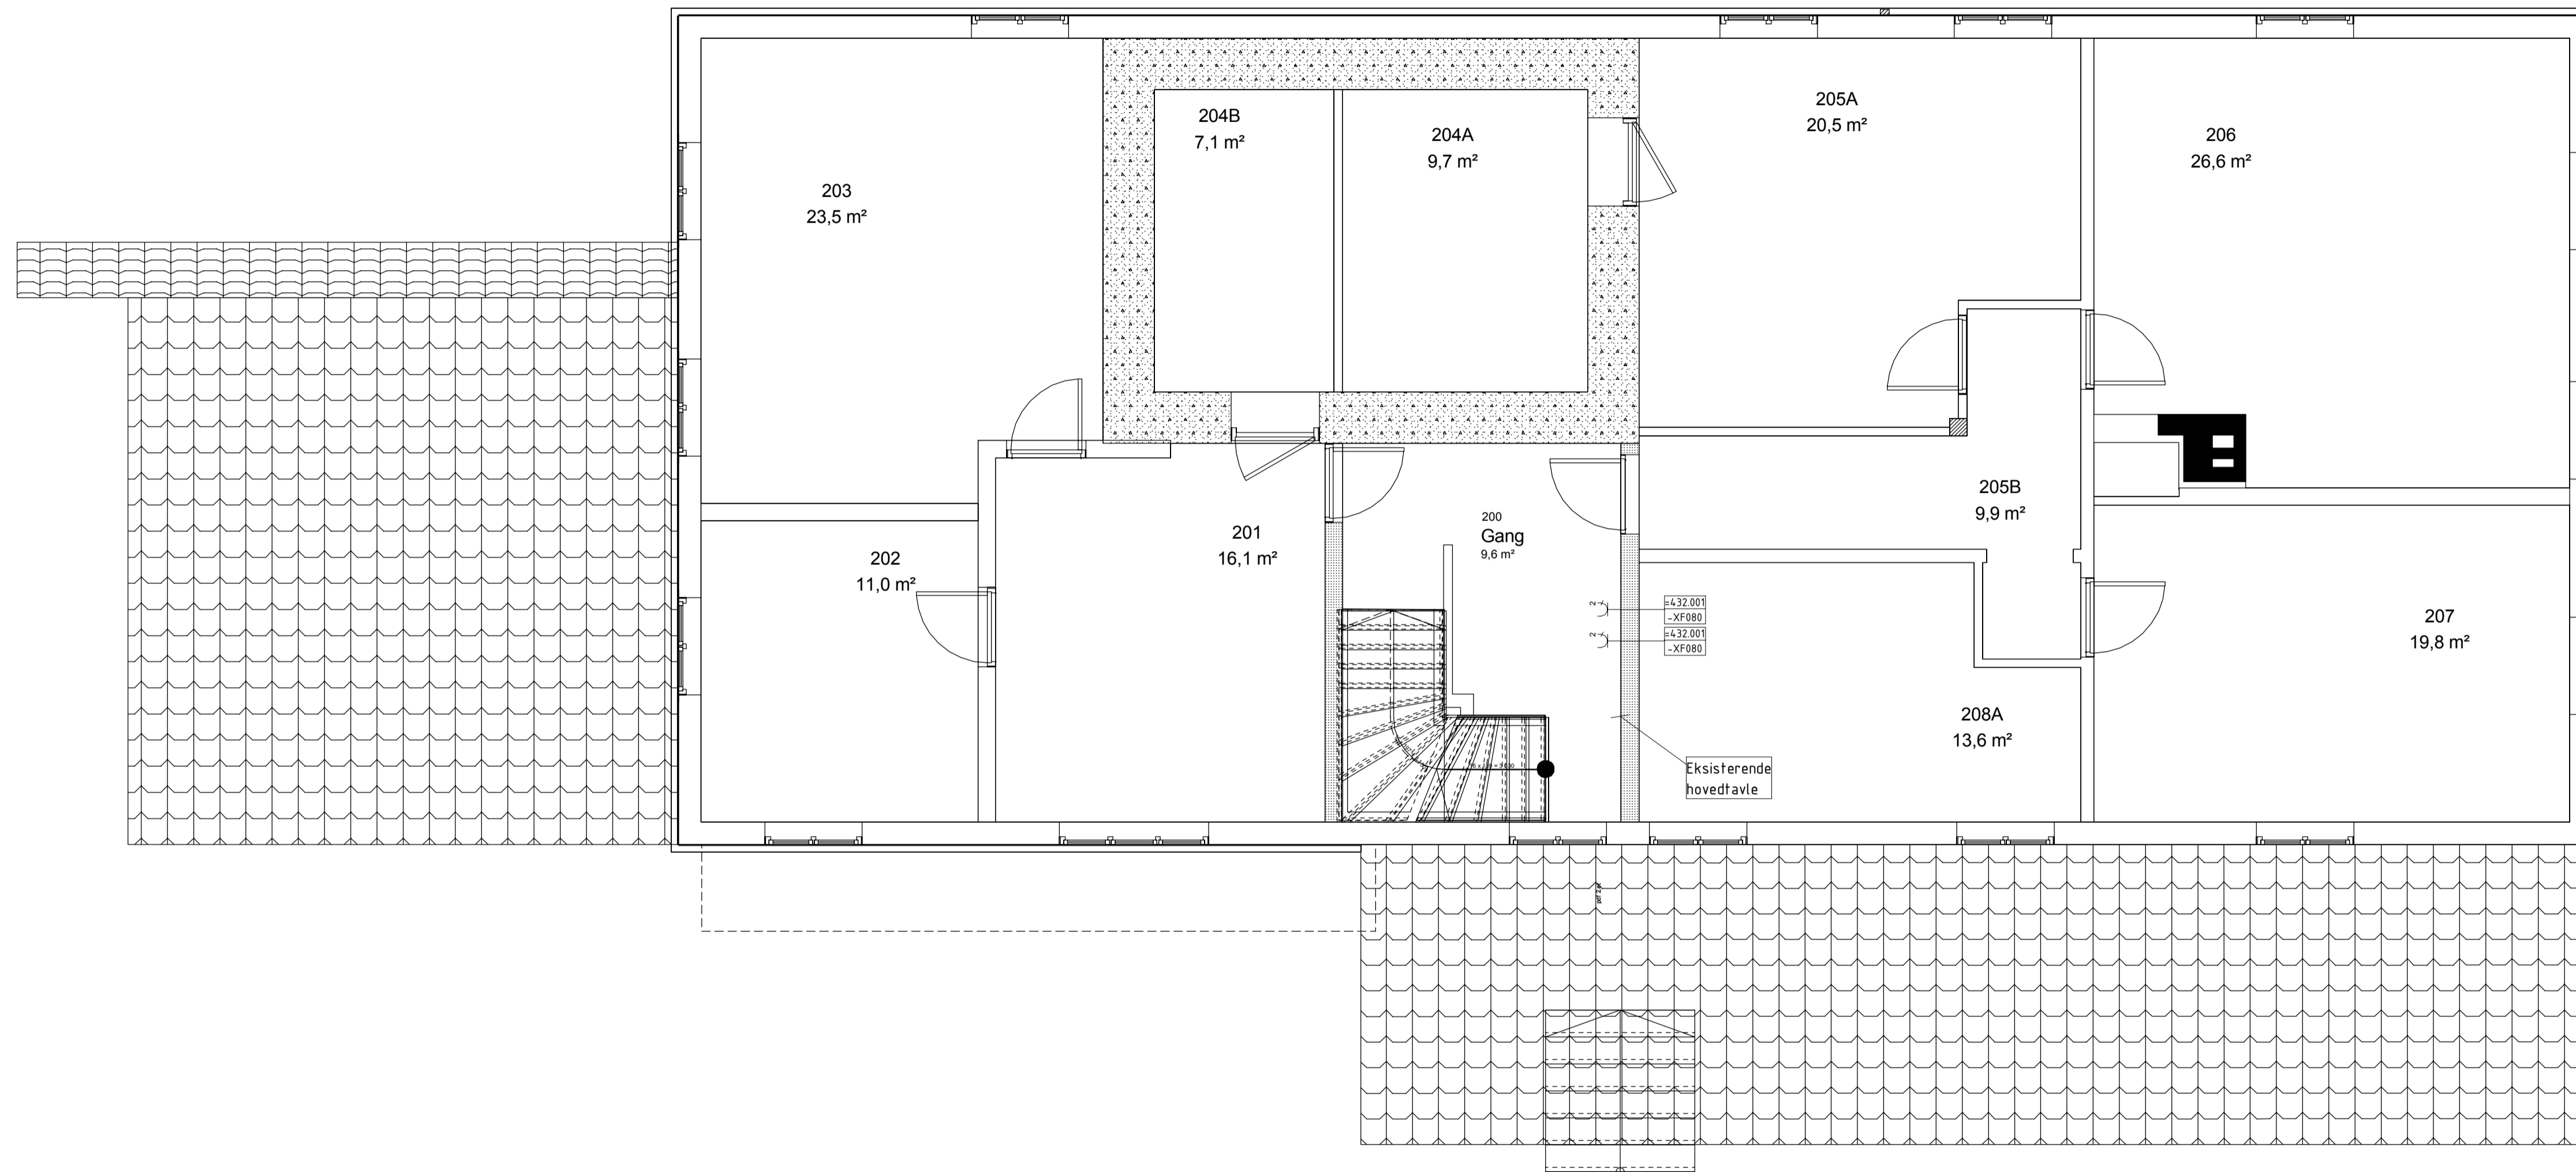 205A
20,5 m²
204B
7,1 m²
204A
9,7 m²
206
26,6 m²
203
23,5 m²
205B
9,9 m²
200
Gang
9,6 m²
201
16,1 m²
202
11,0 m²
2
=432.001
-XF080
2
=432.001
-XF080
207
19,8 m²
208A
13,6 m²
Eksisterende
hovedtavle